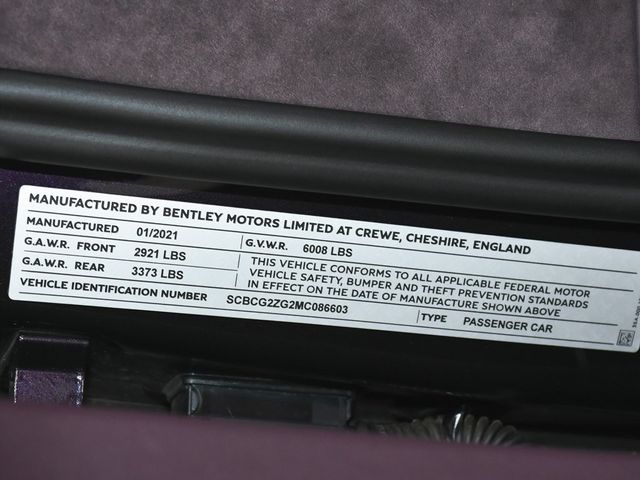 MANUFACTURED BY BENTLEY MOTORS LIMITED AT CREWE, CHESHIRE, ENGLAND
MANUFACTURED 01/2021 G.V.W.R. 6008 LBS
G.A.W.R. FRONT 2921 LBS
G.A.W.R. REAR 3373 LBS
THIS VEHICLE CONFORMS TO ALL APPLICABLE FEDERAL MOTOR
VEHICLE SAFETY, BUMPER AND THEFT PREVENTION STANDARDS
IN EFFECT ON THE DATE OF MANUFACTURE SHOWN ABOVE
VEHICLE IDENTIFICATION NUMBER SCBCG2ZG2MC086603 TYPE PASSENGER CAR